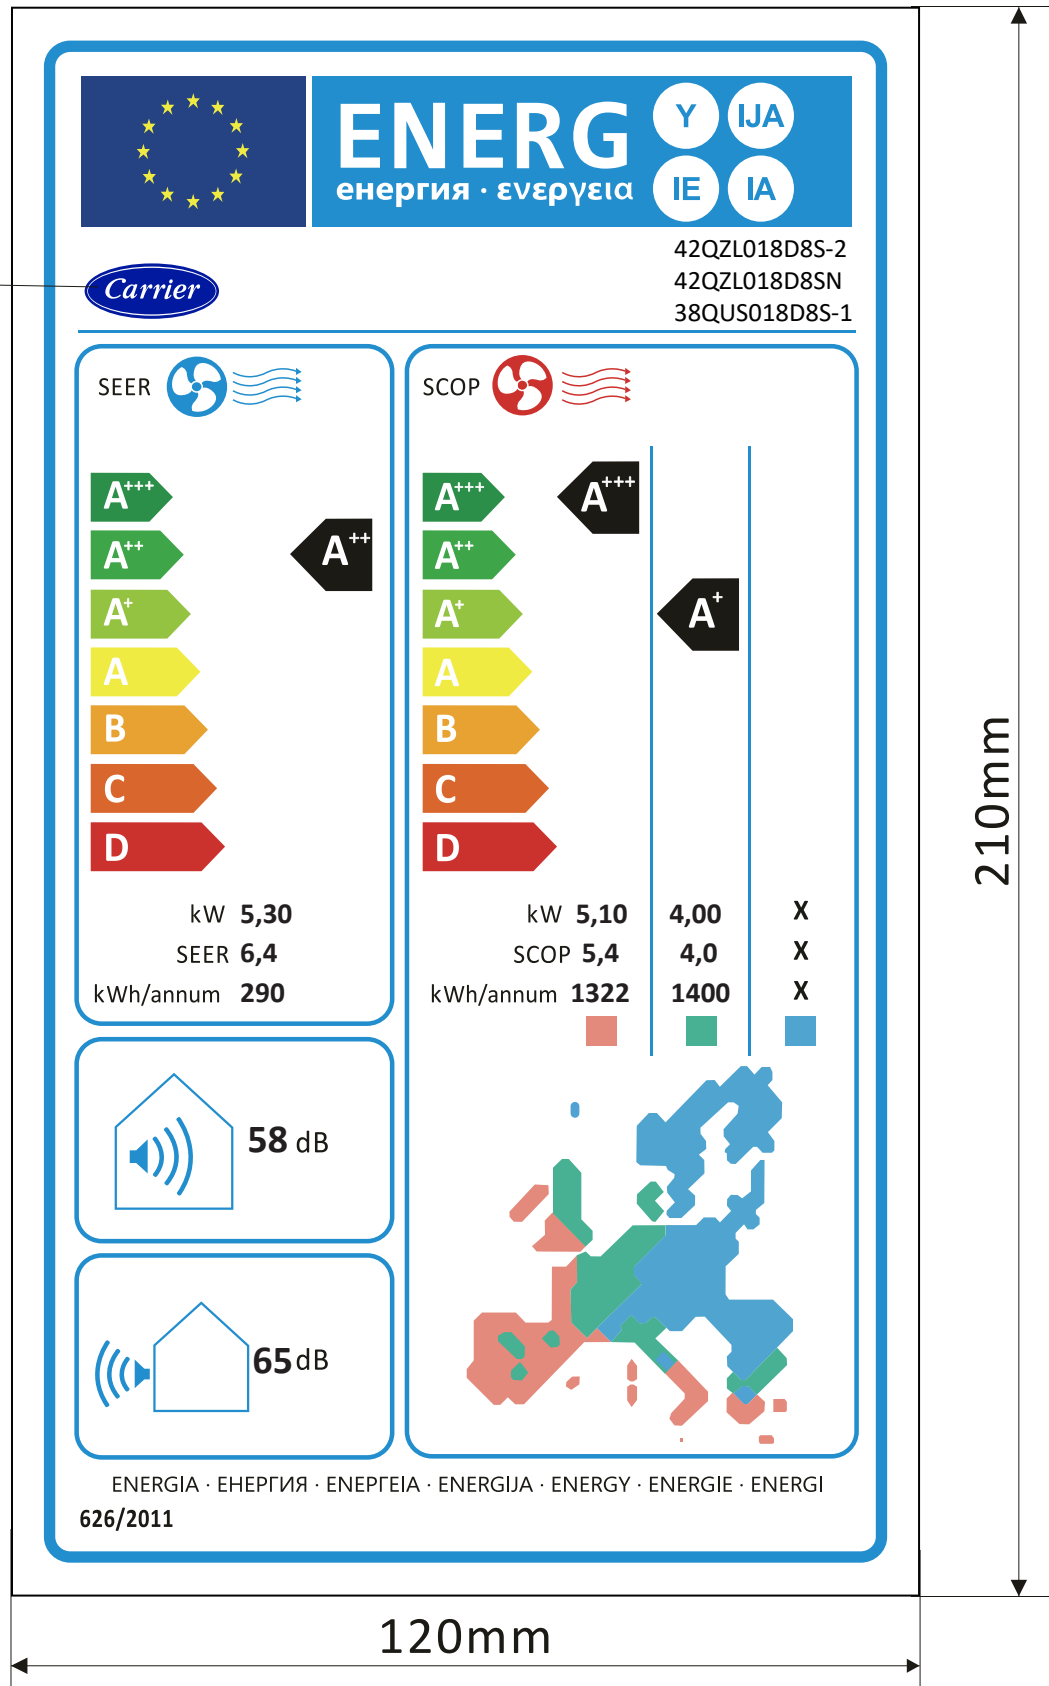 ENERG
Y
IJA
IE
IA
енергия · ενεργεια
42QZL018D8S-2
42QZL018D8SN
38QUS018D8S-1
Carrier
SEER
A+++
A++
A+
A
B
C
D
A++
kW 5,30
SEER 6,4
kWh/annum 290
SCOP
A+++
A++
A+
A
B
C
D
A+++
A+
kW 5,10 4,00 X
SCOP 5,4 4,0 X
kWh/annum 1322 1400 X
58 dB
65 dB
ENERGIA · ЕНЕРГИЯ · ΕΝΕΡΓΕΙΑ · ENERGIJA · ENERGY · ENERGIE · ENERGI
626/2011
210mm
120mm